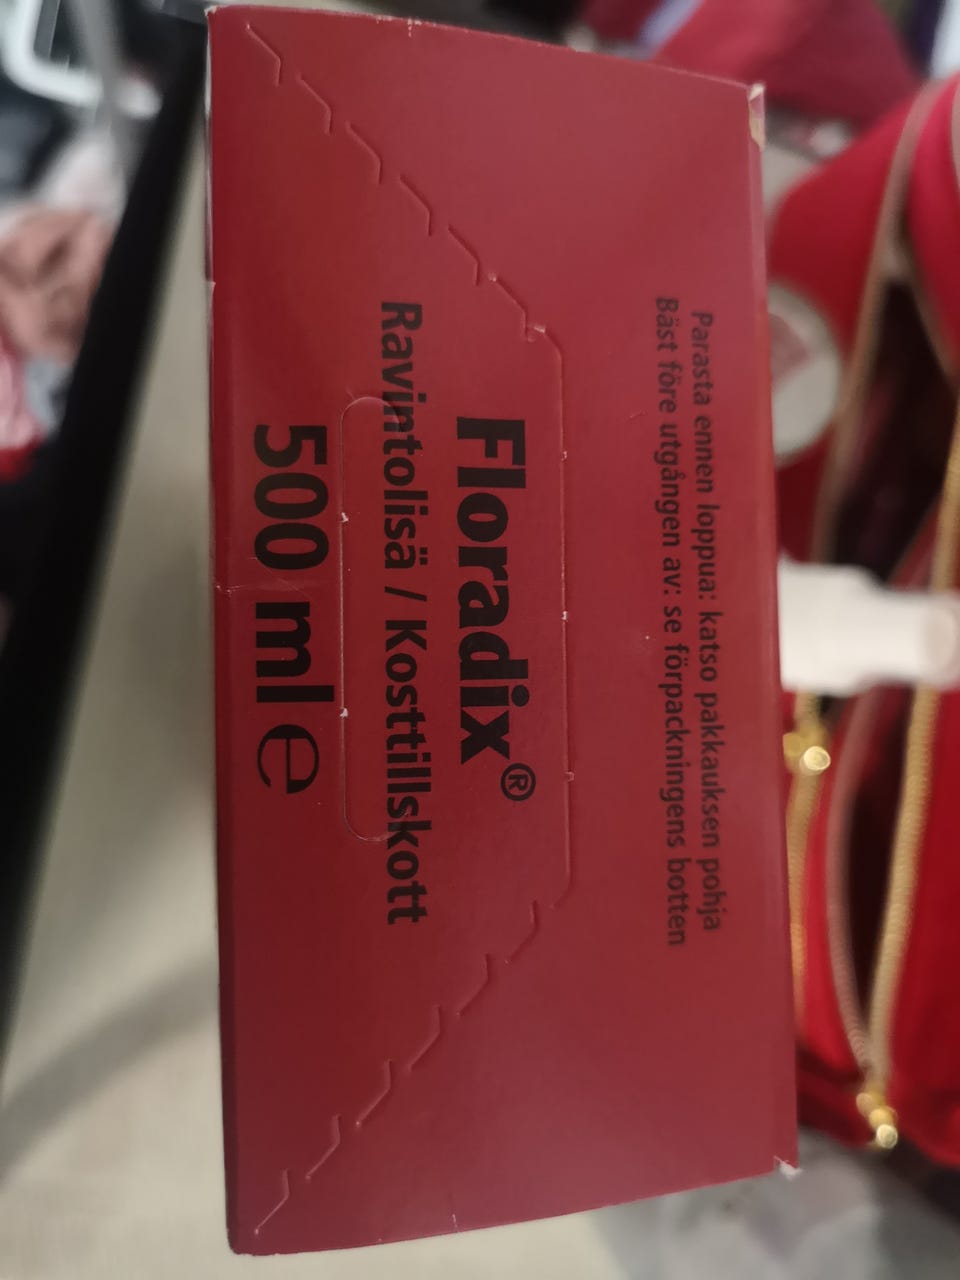 Parasta ennen loppua: katso pakkauksen pohja
Bäst före utgången av: se förpackningens botten
Floradix®
Ravintolisä / Kosttillskott
500 ml e